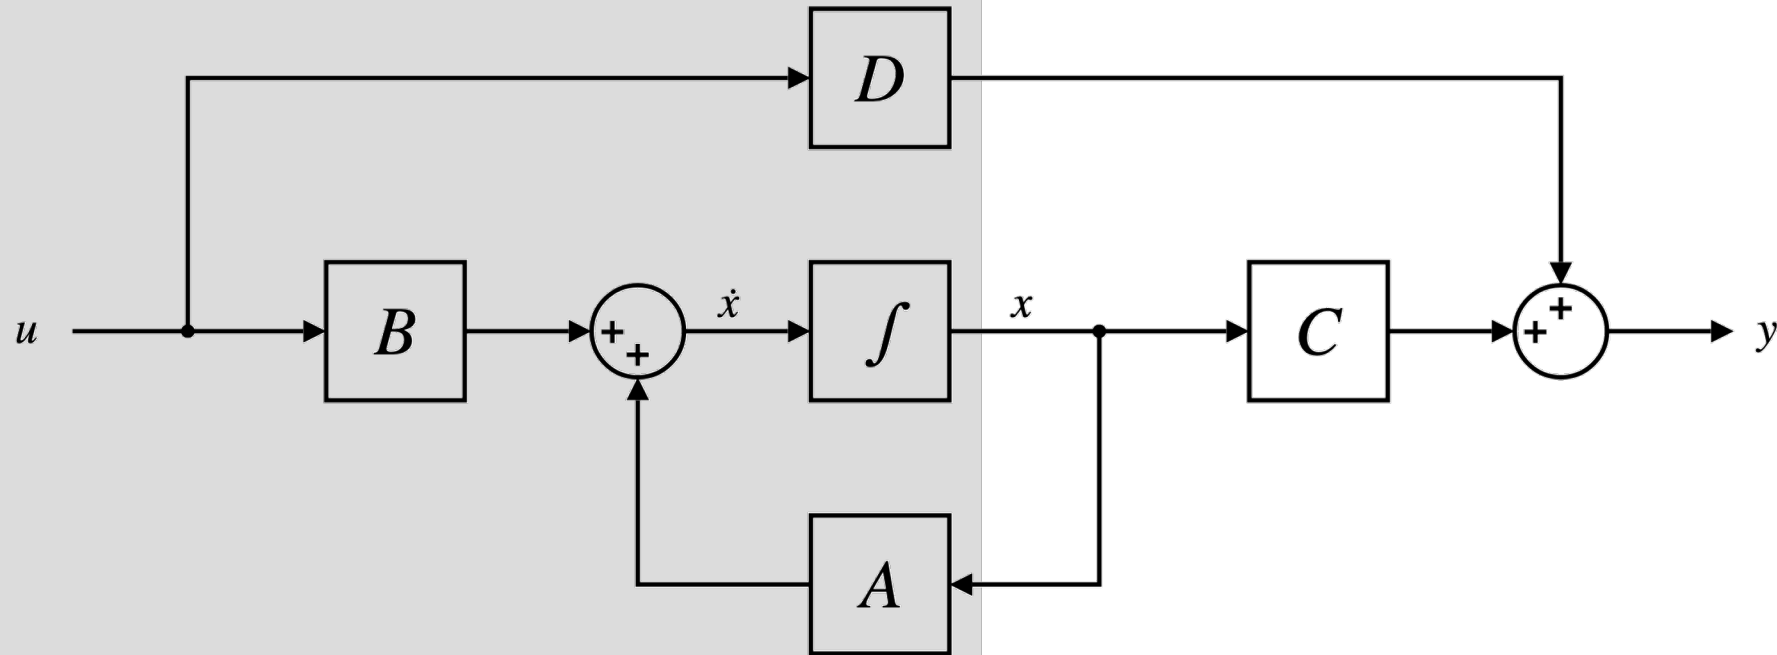 D
u
B
+
+
ẋ
∫
x
C
+
+
y
A